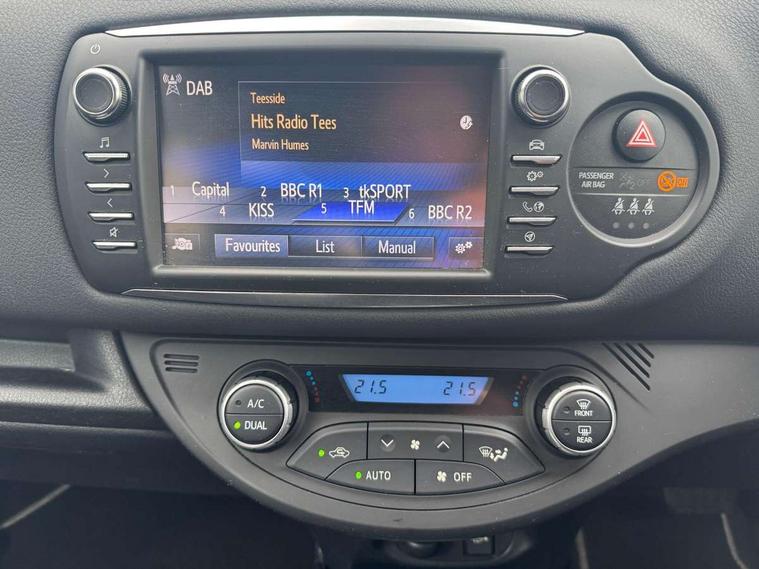 DAB
Teesside
Hits Radio Tees
Marvin Humes
1 Capital 2 BBC R1 3 tkSPORT
4 KISS 5 TFM 6 BBC R2
Favourites List Manual
PASSENGER
AIR BAG
ON
21.5 21.5
A/C
DUAL
AUTO
OFF
FRONT
REAR